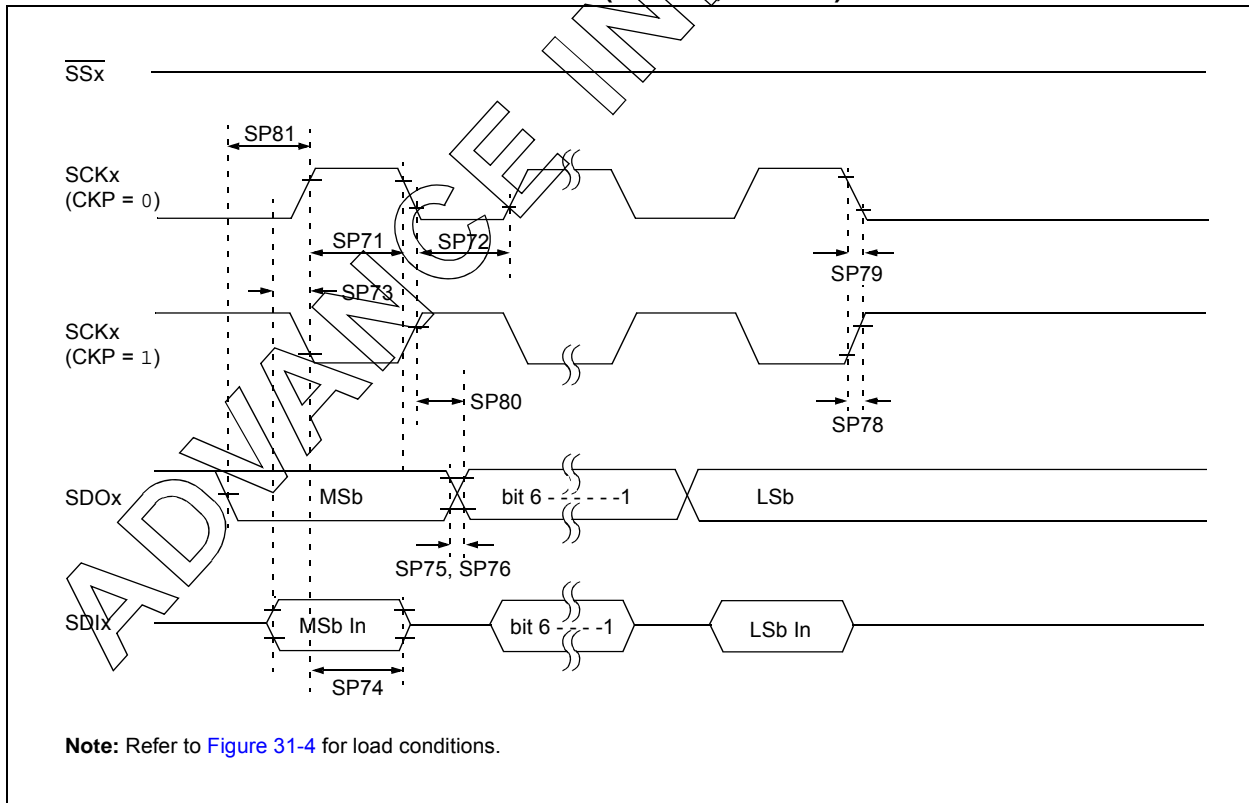 SSx
SP81
SCKx
(CKP = 0)
SP71
SP72
SP79
SP73
SCKx
(CKP = 1)
SP80
SP78
SDOx
MSb
bit 6 - - - - - - -1
LSb
SP75, SP76
SDIx
MSb In
bit 6 - - - - -1
LSb In
SP74
Note: Refer to Figure 31-4 for load conditions.
ADVANCE IN